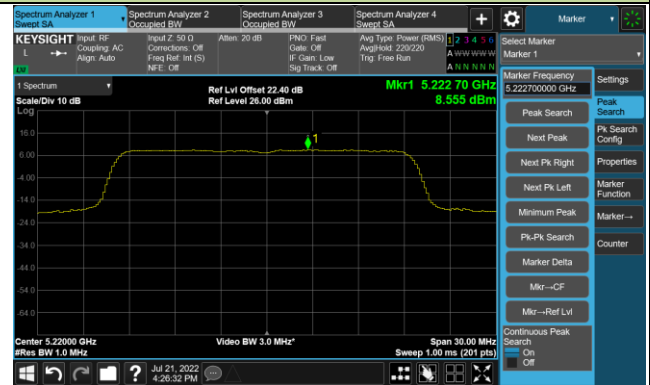 Spectrum Analyzer 1
Swept SA
Spectrum Analyzer 2
Occupied BW
Spectrum Analyzer 3
Occupied BW
Spectrum Analyzer 4
Swept SA
+
Marker
KEYSIGHT
L
LXI
Input: RF
Coupling: AC
Align: Auto
Input Z: 50 Ω
Corrections: Off
Freq Ref: Int (S)
NFE: Off
Atten: 20 dB
PNO: Fast
Gate: Off
IF Gain: Low
Sig Track: Off
Avg Type: Power (RMS)
Avg|Hold: 220/220
Trig: Free Run
1 2 3 4 5 6
A W W W W W
A N N N N N
Select Marker
Marker 1
1 Spectrum
Scale/Div 10 dB
Log
Ref Lvl Offset 22.40 dB
Ref Level 26.00 dBm
Mkr1 5.222 70 GHz
8.555 dBm
1
16.0
6.00
-4.00
-14.0
-24.0
-34.0
-44.0
-54.0
-64.0
Center 5.22000 GHz
#Res BW 1.0 MHz
Video BW 3.0 MHz*
Span 30.00 MHz
Sweep 1.00 ms (201 pts)
Marker Frequency
5.222700000 GHz
Peak Search
Next Peak
Next Pk Right
Next Pk Left
Minimum Peak
Pk-Pk Search
Marker Delta
Mkr→CF
Mkr→Ref Lvl
Continuous Peak
Search
On
Off
Settings
Peak
Search
Pk Search
Config
Properties
Marker
Function
Marker→
Counter
?
Jul 21, 2022
4:26:32 PM